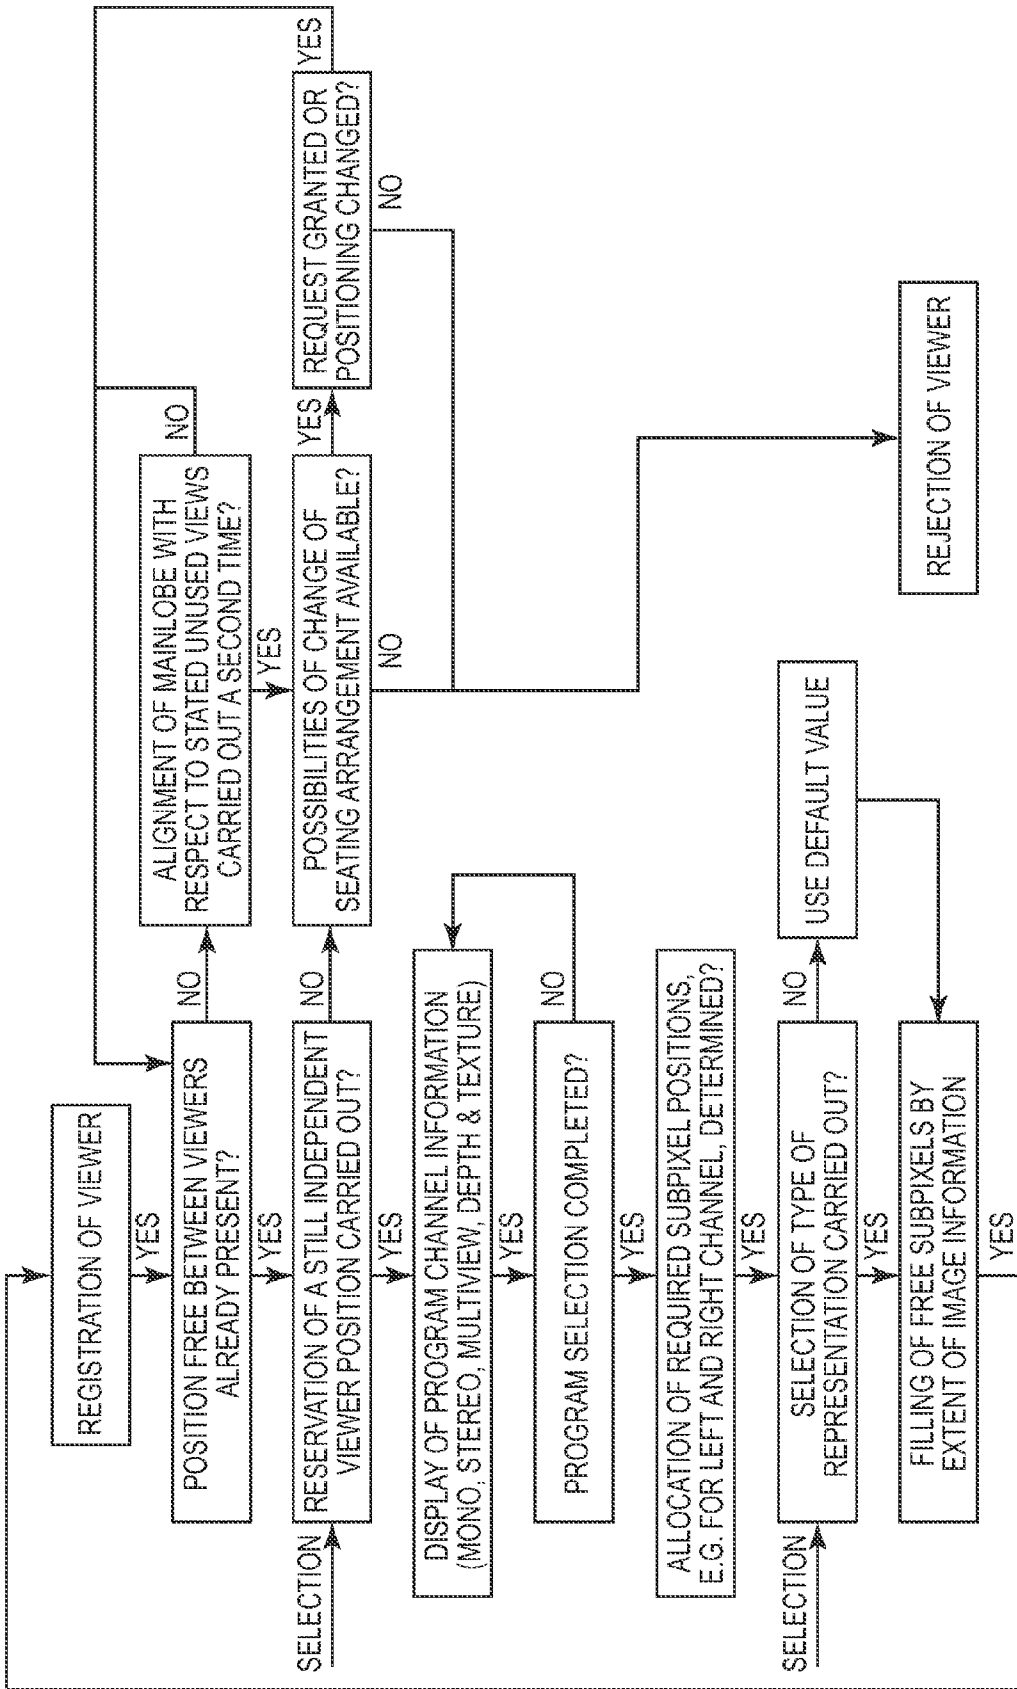 REGISTRATION OF VIEWER
YES
POSITION FREE BETWEEN VIEWERS
ALREADY PRESENT?
NO
ALIGNMENT OF MAINLOBE WITH
RESPECT TO STATED UNUSED VIEWS
CARRIED OUT A SECOND TIME?
NO
YES
YES
SELECTION
RESERVATION OF A STILL INDEPENDENT
VIEWER POSITION CARRIED OUT?
NO
POSSIBILITIES OF CHANGE OF
SEATING ARRANGEMENT AVAILABLE?
YES
REQUEST GRANTED OR
POSITIONING CHANGED?
YES
NO
NO
YES
DISPLAY OF PROGRAM CHANNEL INFORMATION
(MONO, STEREO, MULTIVIEW, DEPTH & TEXTURE)
YES
PROGRAM SELECTION COMPLETED?
NO
YES
ALLOCATION OF REQUIRED SUBPIXEL POSITIONS,
E.G. FOR LEFT AND RIGHT CHANNEL, DETERMINED?
YES
SELECTION
SELECTION OF TYPE OF
REPRESENTATION CARRIED OUT?
NO
USE DEFAULT VALUE
YES
FILLING OF FREE SUBPIXELS BY
EXTENT OF IMAGE INFORMATION
REJECTION OF VIEWER
YES